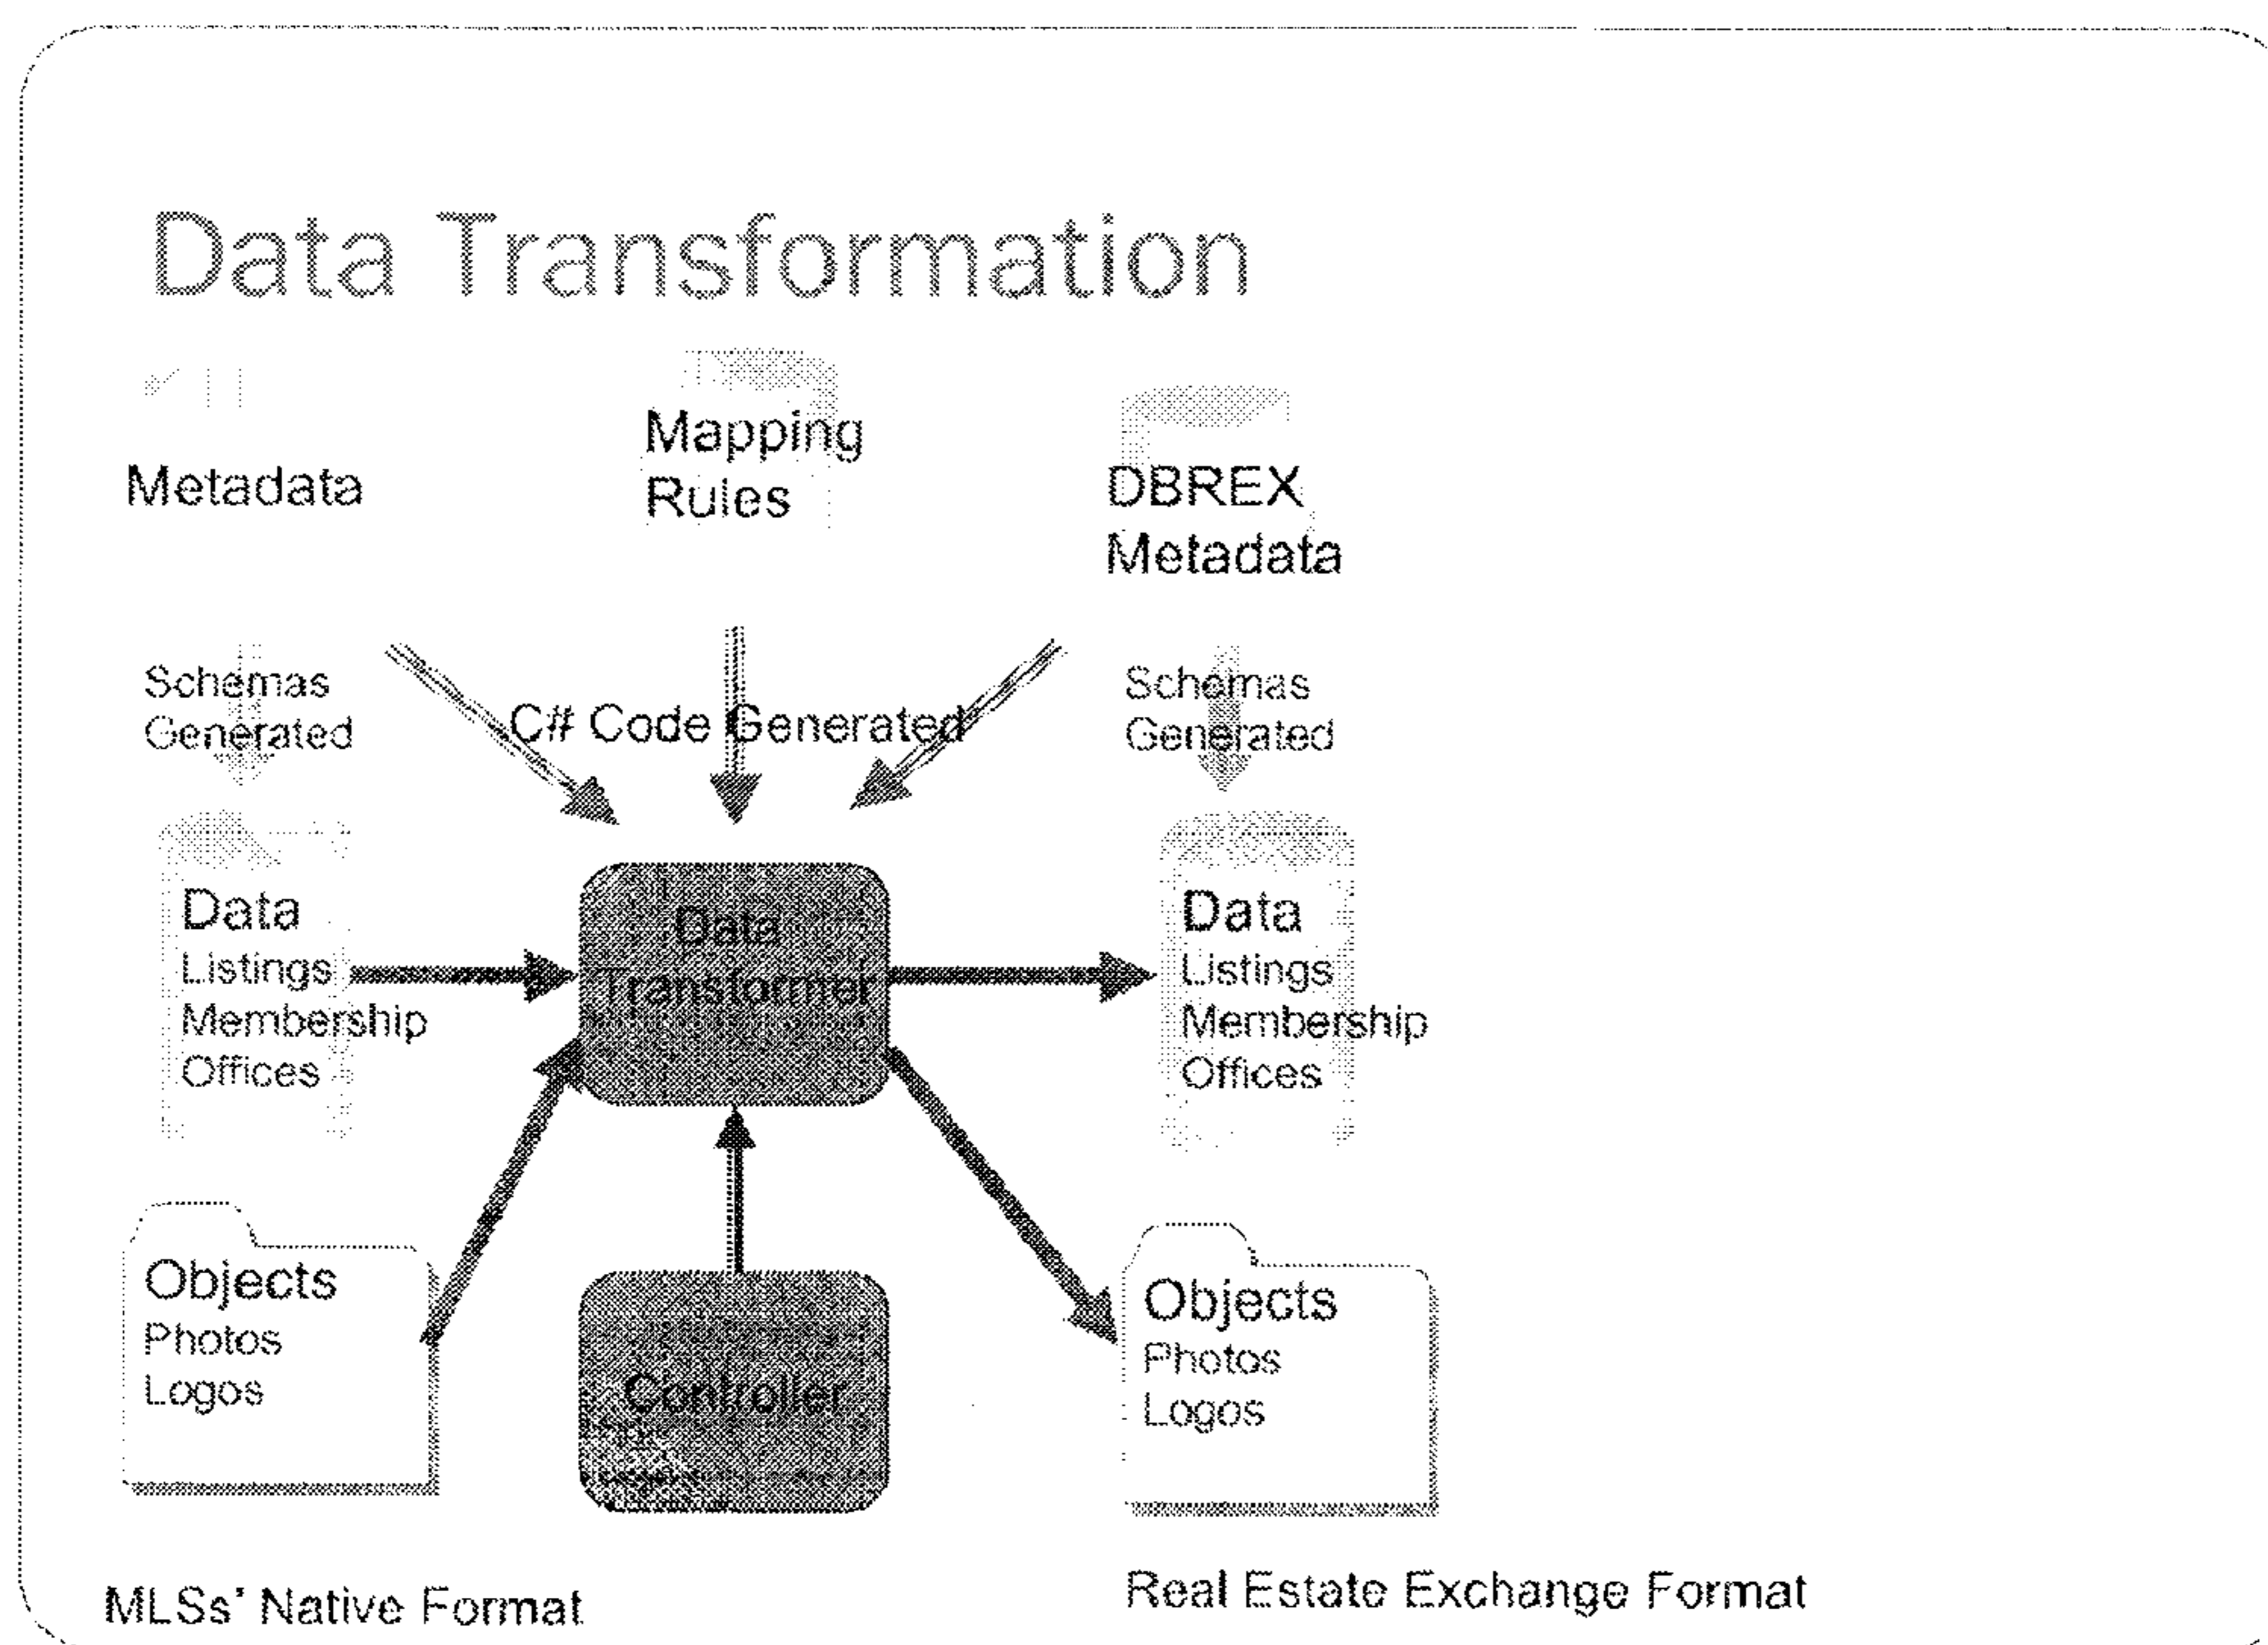 Data Transformation
Metadata
Mapping
Rules
DBREX
Metadata
Schemas
Generated
C# Code Generated
Schemas
Generated
Data
Listings
Membership
Offices
Data
Transformer
Data
Listings
Membership
Offices
Objects
Photos
Logos
Controller
Objects
Photos
Logos
MLSs' Native Format
Real Estate Exchange Format